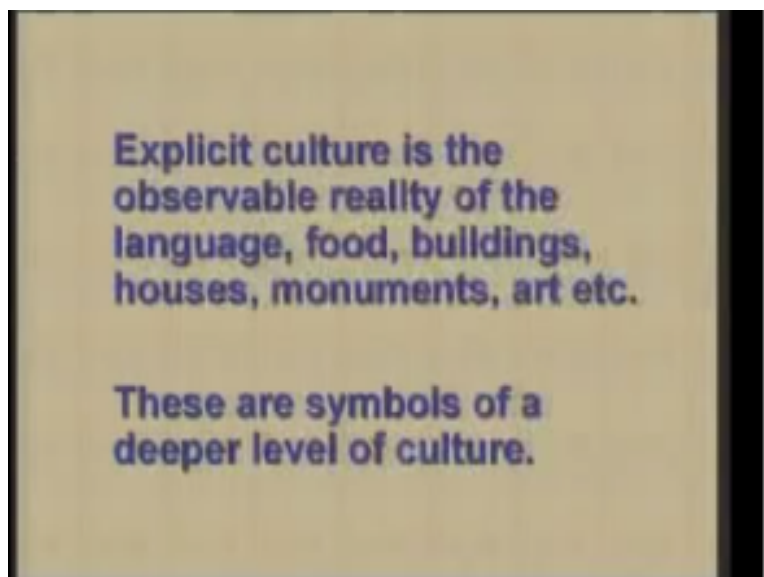 Explicit culture is the
observable reality of the
language, food, buildings,
houses, monuments, art etc.
These are symbols of a
deeper level of culture.